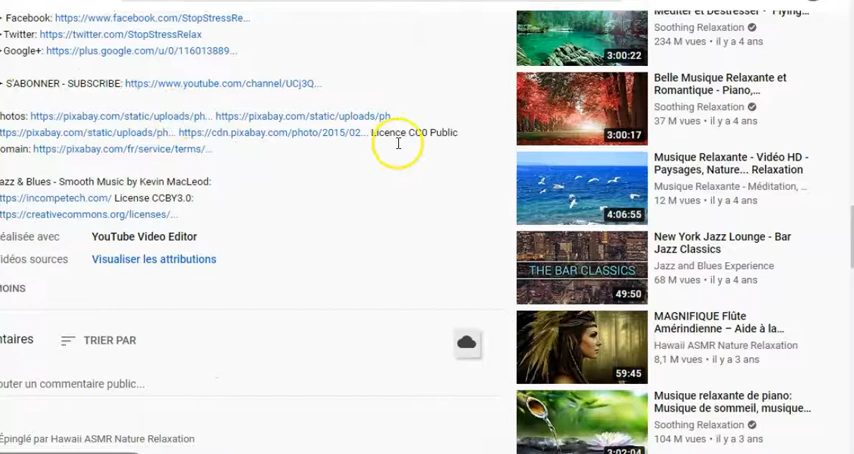 • Facebook: https://www.facebook.com/StopStressRe...
• Twitter: https://twitter.com/StopStressRelax
• Google+: https://plus.google.com/u/0/116013889...
• S'ABONNER - SUBSCRIBE: https://www.youtube.com/channel/UCj3Q...
hotos: https://pixabay.com/static/uploads/ph... https://pixabay.com/static/uploads/ph...
ttps://pixabay.com/static/uploads/ph... https://cdn.pixabay.com/photo/2015/02... Licence CC0 Public
omain: https://pixabay.com/fr/service/terms/...
azz & Blues - Smooth Music by Kevin MacLeod:
ttps://incompetech.com/ License CCBY3.0:
ttps://creativecommons.org/licenses/...
éalisée avec YouTube Video Editor
idéos sources Visualiser les attributions
MOINS
ntaires TRIER PAR
outer un commentaire public...
Épinglé par Hawaii ASMR Nature Relaxation
Méditer et Déstresser - "Flying...
Soothing Relaxation
234 M vues • il y a 4 ans
3:00:22
Belle Musique Relaxante et
Romantique - Piano,...
Soothing Relaxation
37 M vues • il y a 4 ans
3:00:17
Musique Relaxante - Vidéo HD -
Paysages, Nature... Relaxation
Musique Relaxante - Méditation, ...
12 M vues • il y a 4 ans
4:06:55
New York Jazz Lounge - Bar
Jazz Classics
Jazz and Blues Experience
68 M vues • il y a 4 ans
THE BAR CLASSICS
49:50
MAGNIFIQUE Flûte
Amérindienne – Aide à la...
Hawaii ASMR Nature Relaxation
8,1 M vues • il y a 3 ans
59:45
Musique relaxante de piano:
Musique de sommeil, musique...
Soothing Relaxation
104 M vues • il y a 3 ans
3:02:04